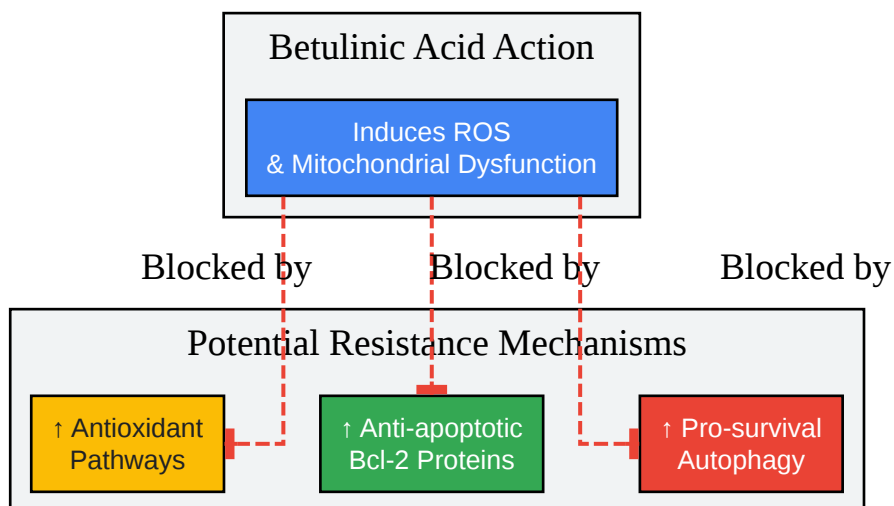 Betulinic Acid Action
Induces ROS
& Mitochondrial Dysfunction
Blocked by
Blocked by
Blocked by
Potential Resistance Mechanisms
↑ Antioxidant
Pathways
↑ Anti-apoptotic
Bcl-2 Proteins
↑ Pro-survival
Autophagy